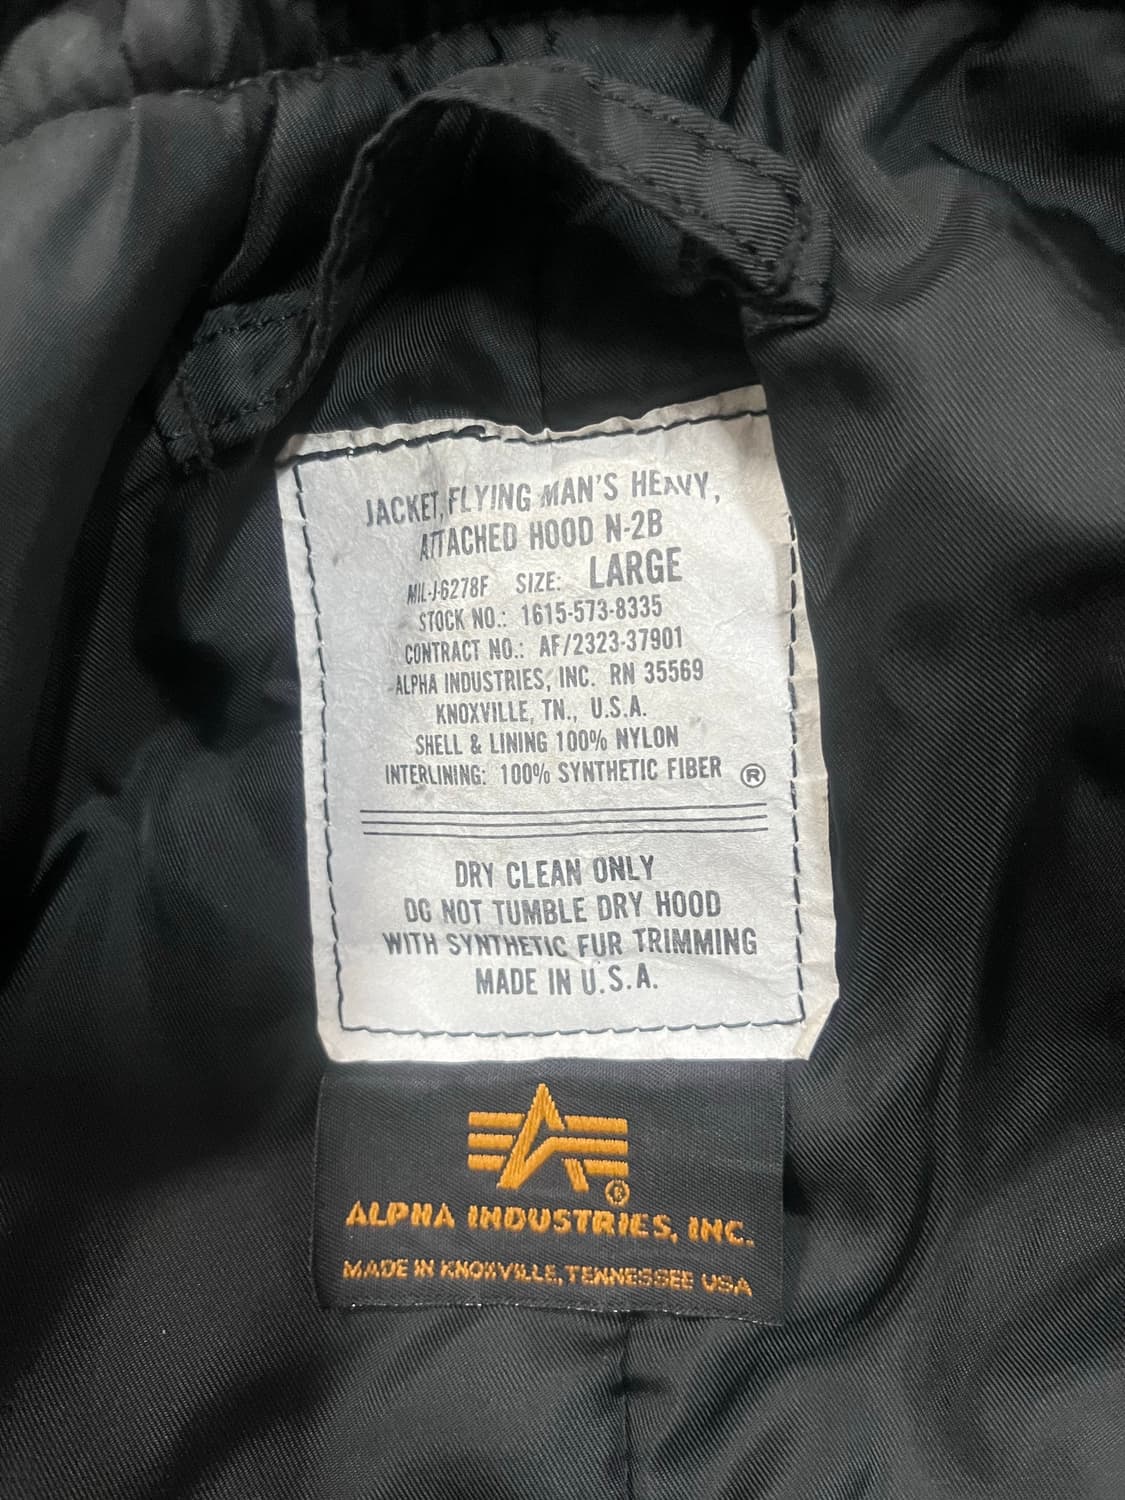 JACKET, FLYING MAN'S HEAVY,
ATTACHED HOOD N-2B
MIL-J-6278F SIZE: LARGE
STOCK NO.: 1615-573-8335
CONTRACT NO.: AF/2323-37901
ALPHA INDUSTRIES, INC. RN 35569
KNOXVILLE, TN., U.S.A.
SHELL & LINING 100% NYLON
INTERLINING: 100% SYNTHETIC FIBER ®
DRY CLEAN ONLY
DO NOT TUMBLE DRY HOOD
WITH SYNTHETIC FUR TRIMMING
MADE IN U.S.A.
®
ALPHA INDUSTRIES, INC.
MADE IN KNOXVILLE, TENNESSEE USA